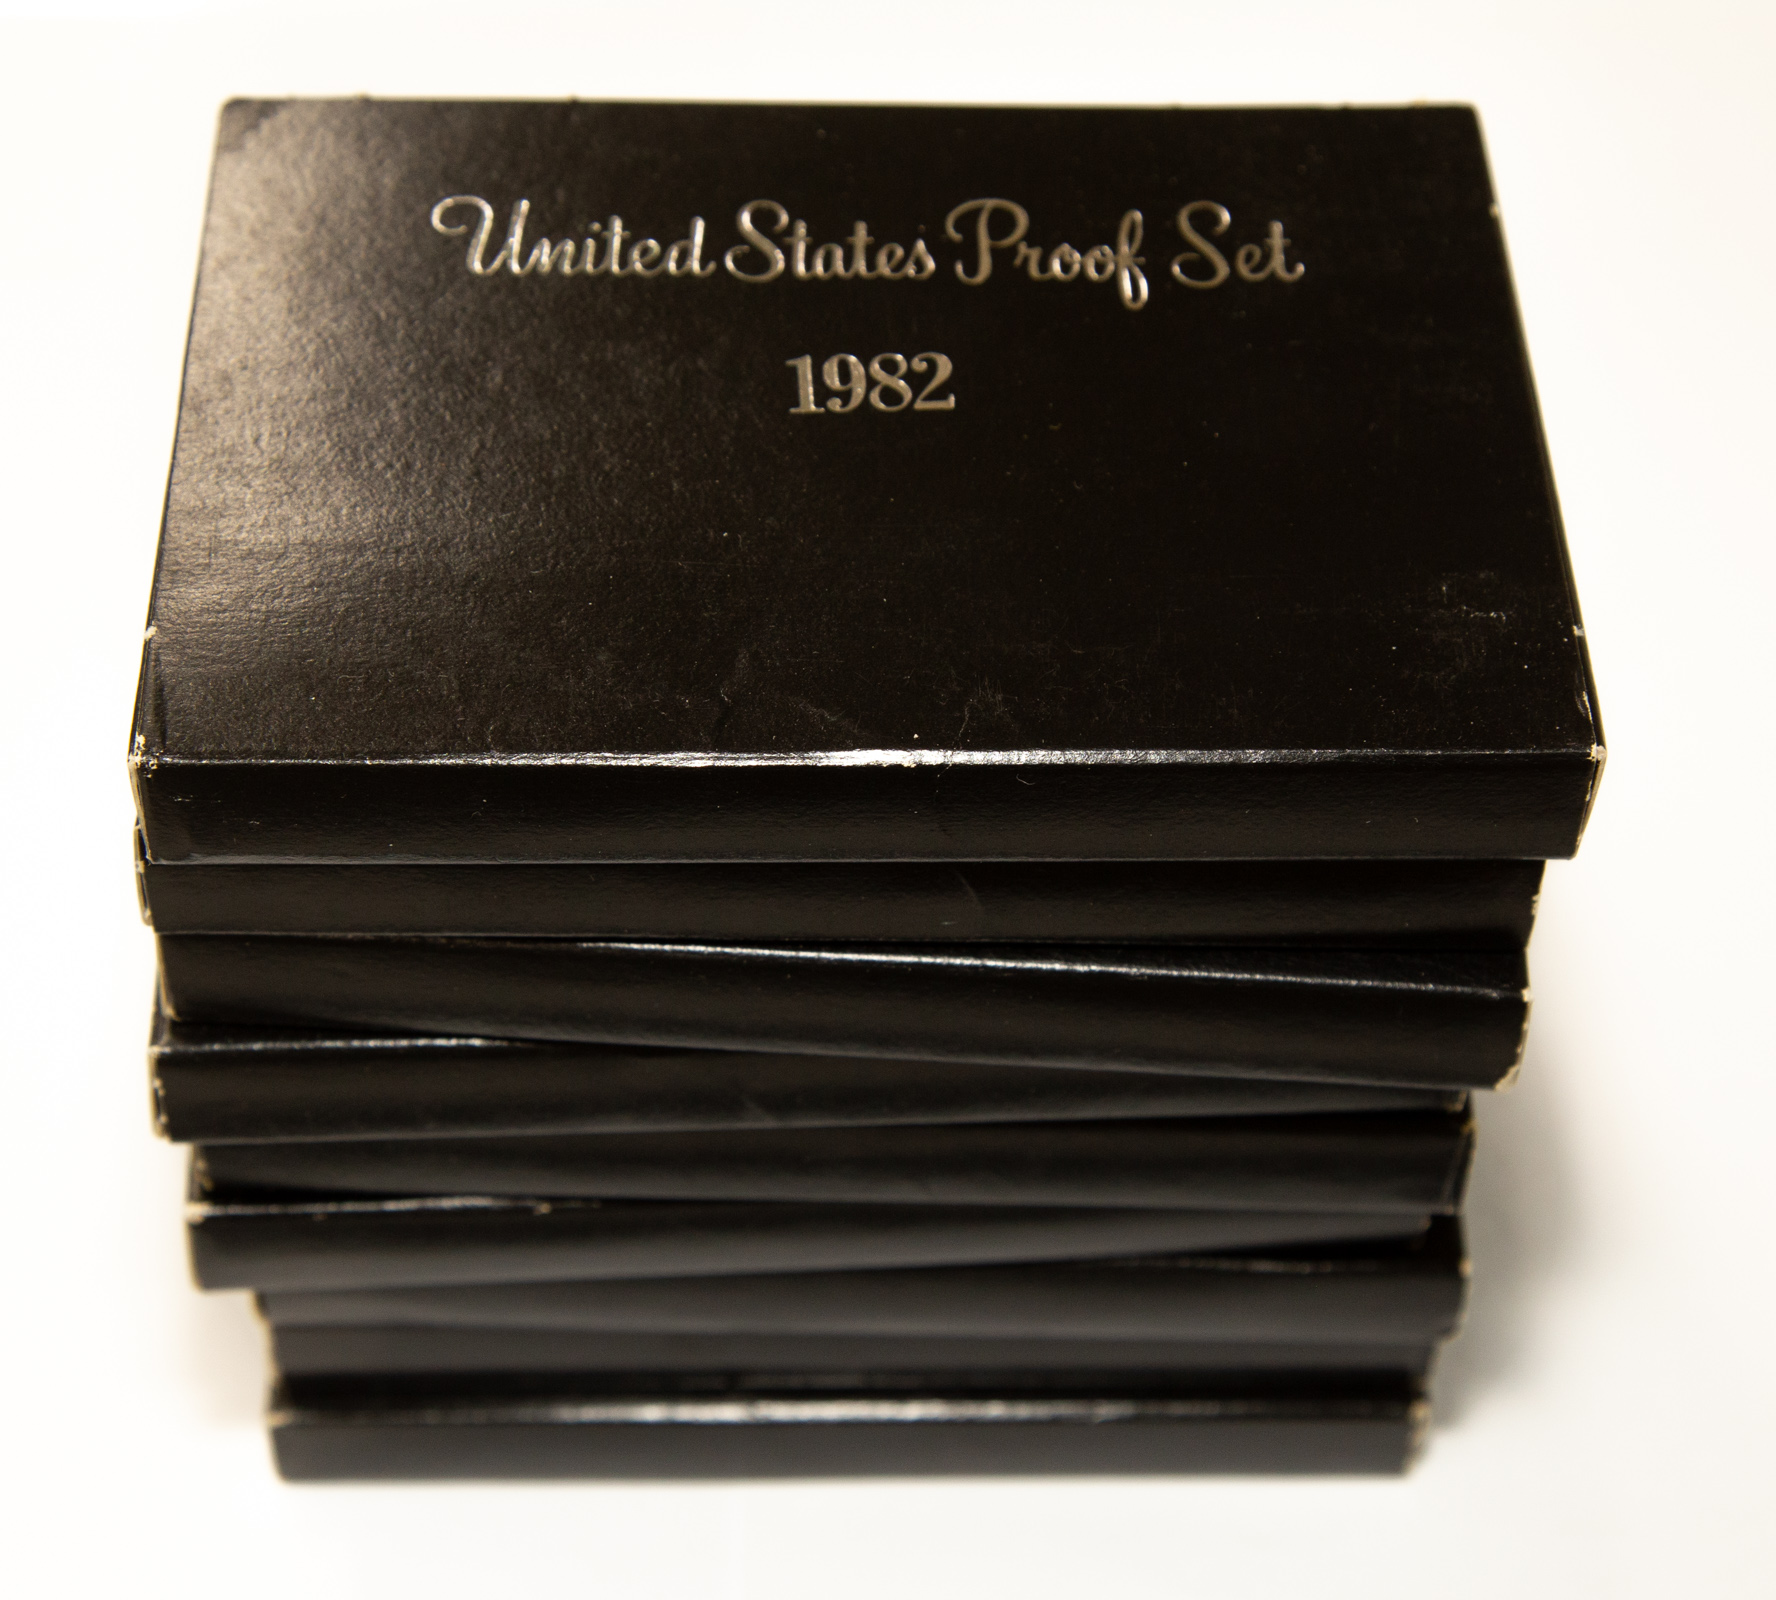 United States Proof Set
1982